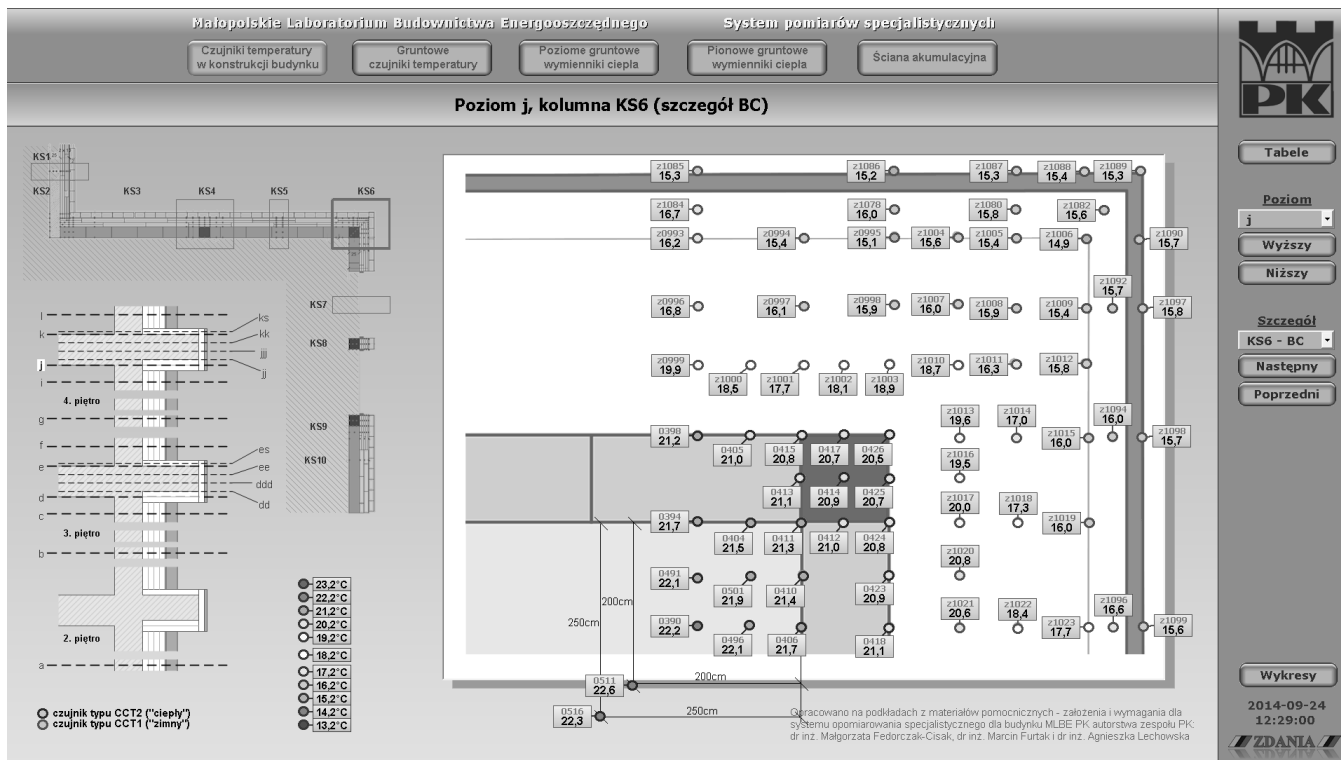 Małopolskie Laboratorium Budownictwa Energooszczędnego
System pomiarów specjalistycznych
Czujniki temperatury
w konstrukcji budynku
Gruntowe
czujniki temperatury
Poziome gruntowe
wymienniki ciepła
Pionowe gruntowe
wymienniki ciepła
Ściana akumulacyjna
Poziom j, kolumna KS6 (szczegół BC)
KS1
KS2
KS3
KS4
KS5
KS6
KS7
KS8
KS9
KS10
l
k
j
i
4. piętro
g
f
e
d
c
3. piętro
b
2. piętro
a
ks
kk
jjj
jj
es
ee
ddd
dd
23,2°C
22,2°C
21,2°C
20,2°C
19,2°C
18,2°C
17,2°C
16,2°C
15,2°C
14,2°C
13,2°C
czujnik typu CCT2 ("ciepły")
czujnik typu CCT1 ("zimny")
z1085
15,3
z1086
15,2
z1087
15,3
z1088
15,4
z1089
15,3
z1084
16,7
z1078
16,0
z1080
15,8
z1082
15,6
z0993
16,2
z0994
15,4
z0995
15,1
z1004
15,6
z1005
15,4
z1006
14,9
z1090
15,7
z0996
16,8
z0997
16,1
z0998
15,9
z1007
16,0
z1008
15,9
z1009
15,4
z1092
15,7
z1097
15,8
z0999
19,9
z1000
18,5
z1001
17,7
z1002
18,1
z1003
18,9
z1010
18,7
z1011
16,3
z1012
15,8
0398
21,2
0405
21,0
0415
20,8
0417
20,7
0426
20,5
z1013
19,6
z1014
17,0
z1015
16,0
z1094
16,0
z1098
15,7
z1016
19,5
0413
21,1
0414
20,9
0425
20,7
z1017
20,0
z1018
17,3
z1019
16,0
0394
21,7
0404
21,5
0411
21,3
0412
21,0
0424
20,8
z1020
20,8
0491
22,1
0501
21,9
0410
21,4
0423
20,9
0390
22,2
0496
22,1
0406
21,7
0418
21,1
z1021
20,6
z1022
18,4
z1023
17,7
z1096
16,6
z1099
15,6
200cm
250cm
0511
22,6
200cm
0516
22,3
250cm
Opracowano na podkładach z materiałów pomocnicznych - założenia i wymagania dla
systemu opomiarowania specjalistycznego dla budynku MLBE PK autorstwa zespołu PK:
dr inż. Małgorzata Fedorczak-Cisak, dr inż. Marcin Furtak i dr inż. Agnieszka Lechowska
PK
Tabele
Poziom
j
Wyższy
Niższy
Szczegół
KS6 - BC
Następny
Poprzedni
Wykresy
2014-09-24
12:29:00
ZDANIA